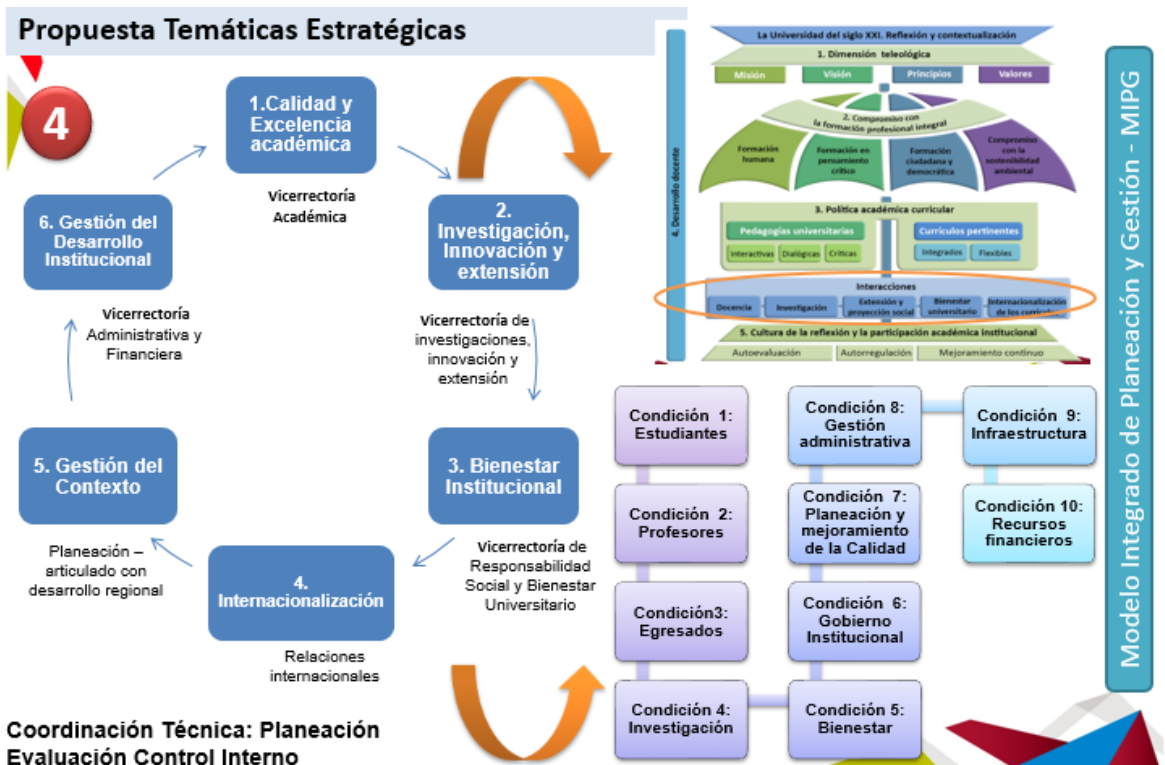 Propuesta Temáticas Estratégicas
4
1.Calidad y
Excelencia
académica
Vicerrectoría
Académica
2.
Investigación,
Innovación y
extensión
Vicerrectoría de
investigaciones,
innovación y
extensión
3. Bienestar
Institucional
Vicerrectoría de
Responsabilidad
Social y Bienestar
Universitario
4.
Internacionalización
Relaciones
internacionales
5. Gestión del
Contexto
Planeación –
articulado con
desarrollo regional
6. Gestión del
Desarrollo
Institucional
Vicerrectoría
Administrativa y
Financiera
Coordinación Técnica: Planeación
Evaluación Control Interno
La Universidad del siglo XXI. Reflexión y contextualización
1. Dimensión teleológica
Misión
Visión
Principios
Valores
2. Compromiso con
la formación profesional integral
Formación
humana
Formación en
pensamiento
crítico
Formación
ciudadana y
democrática
Compromiso
con la
sostenibilidad
ambiental
3. Política académica curricular
Pedagogías universitarias
Interactivas
Dialógicas
Críticas
Currículos pertinentes
Integrados
Flexibles
Interacciones
Docencia
Investigación
Extensión y
proyección social
Bienestar
universitario
Internacionalización
de los currículos
5. Cultura de la reflexión y la participación académica institucional
Autoevaluación
Autorregulación
Mejoramiento continuo
4. Desarrollo docente
Condición 1:
Estudiantes
Condición 2:
Profesores
Condición3:
Egresados
Condición 4:
Investigación
Condición 5:
Bienestar
Condición 6:
Gobierno
Institucional
Condición 7:
Planeación y
mejoramiento
de la Calidad
Condición 8:
Gestión
administrativa
Condición 9:
Infraestructura
Condición 10:
Recursos
financieros
Modelo Integrado de Planeación y Gestión - MIPG